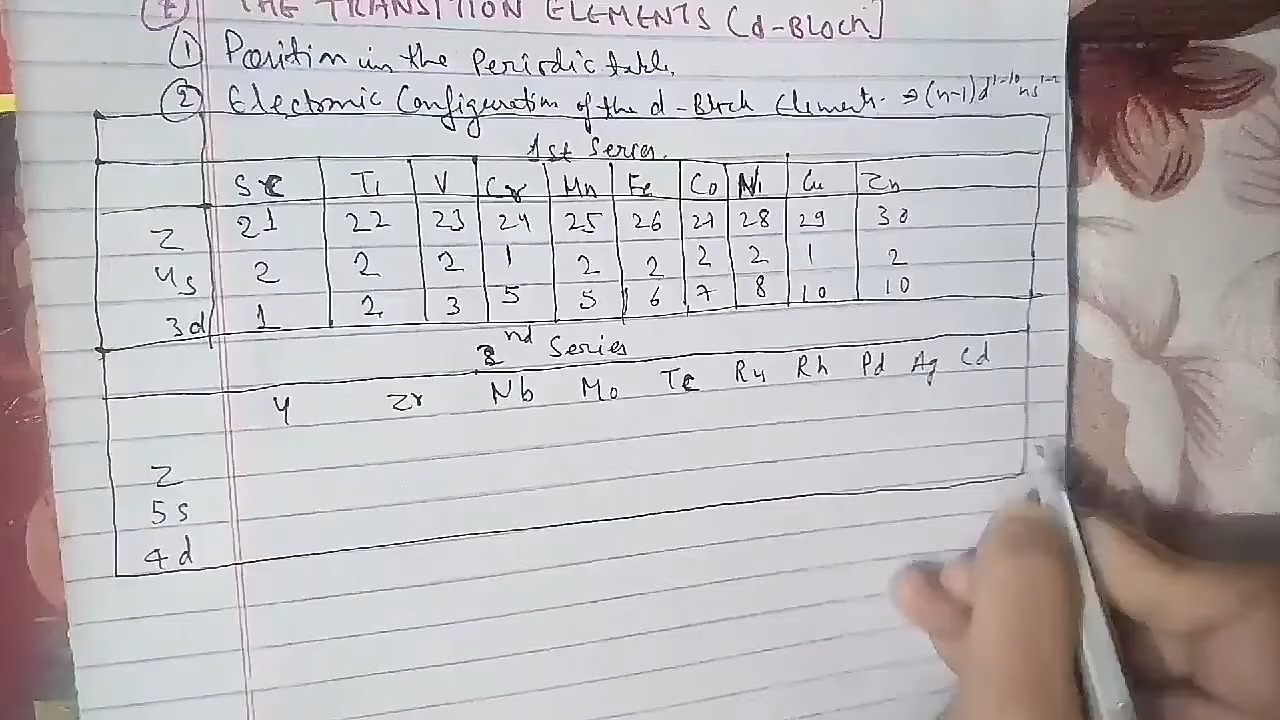 THE TRANSITION ELEMENTS (d-BLOCK]
① Position in the Periodic table.
② Electronic Configuration of the d-Block Elements. ⇒ (n-1)d¹⁻¹⁰ns¹⁻²
1st Series.
Sc Ti V Cr Mn Fe Co Ni Cu Zn
Z 21 22 23 24 25 26 27 28 29 30
4s 2 2 2 1 2 2 2 2 1 2
3d 1 2 3 5 5 6 7 8 10 10
2nd Series
Y Zr Nb Mo Tc Ru Rh Pd Ag Cd
Z
5s
4d